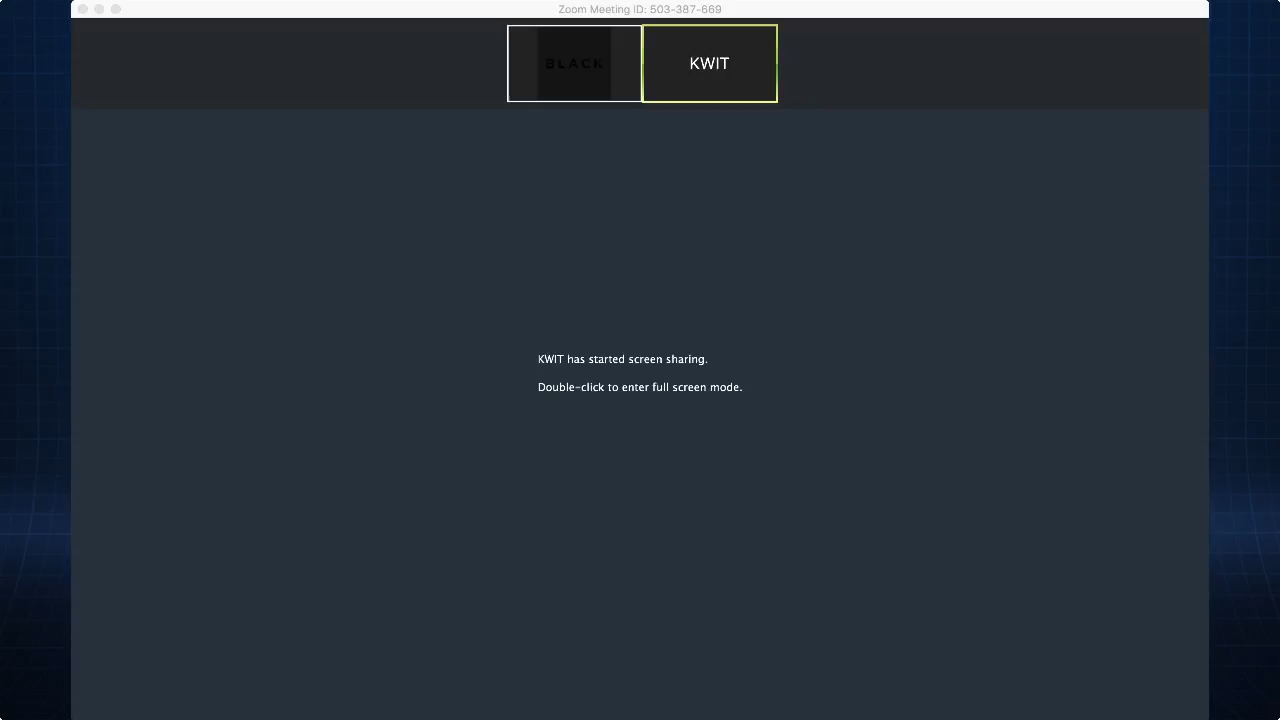 Zoom Meeting ID: 503-387-669
BLACK
KWIT
KWIT has started screen sharing.
Double-click to enter full screen mode.